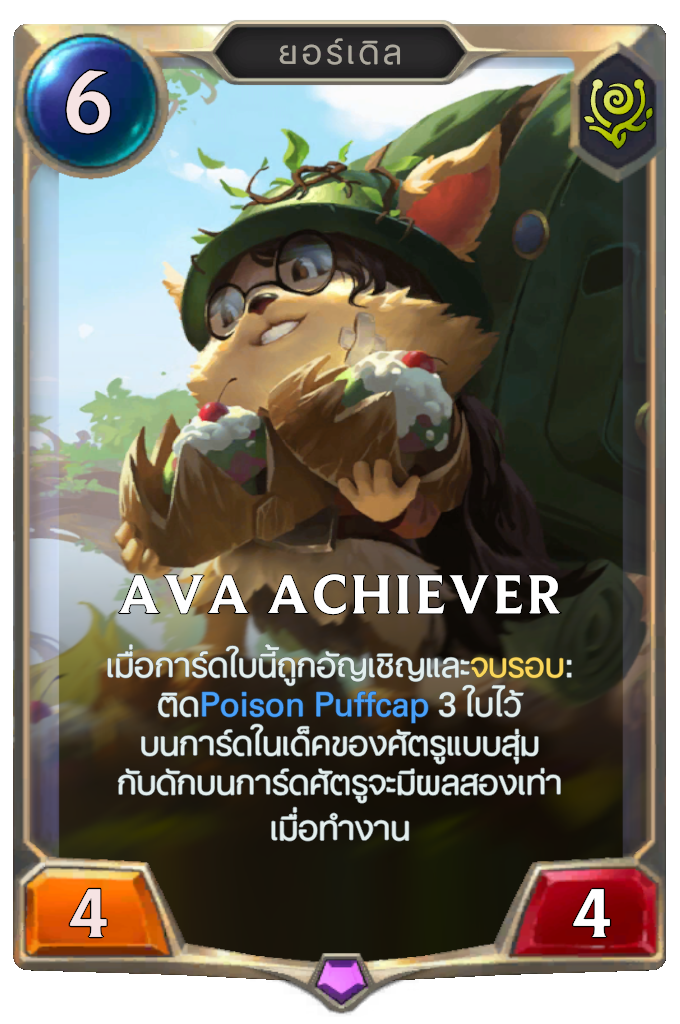 ยอร์เดิล
6
AVA ACHIEVER
เมื่อการ์ดใบนี้ถูกอัญเชิญและจบรอบ:
ติดPoison Puffcap 3 ใบไว้
บนการ์ดในเด็คของศัตรูแบบสุ่ม
กับดักบนการ์ดศัตรูจะมีผลสองเท่า
เมื่อทำงาน
4
4